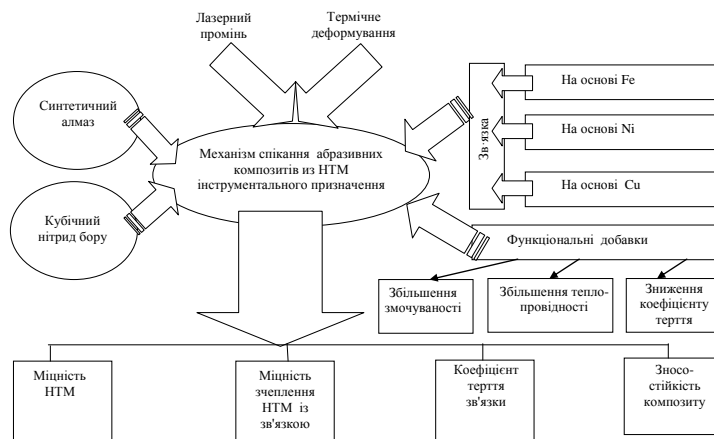 Лазерний
промінь
Термічне
деформування
Синтетичний
алмаз
Кубічний
нітрид бору
Механізм спікання абразивних
композитів из НТМ
інструментального призначення
Зв·язка
На основі Fe
На основі Ni
На основі Cu
Функціональні добавки
Збільшення
змочуваності
Збільшення тепло-
провідності
Зниження
коефіцієнту
терття
Міцність
НТМ
Міцність
зчеплення
НТМ із
зв'язкою
Коефіцієнт
терття
зв'язки
Зносо-
стійкість
композиту